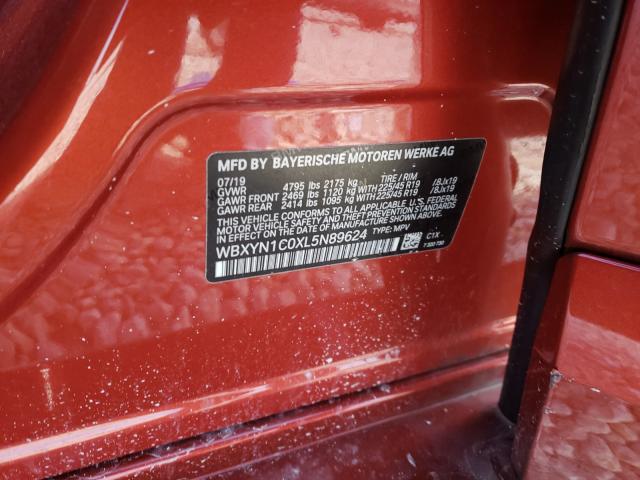 MFD BY BAYERISCHE MOTOREN WERKE AG
07/19 TIRE / RIM
GVWR 4795 lbs 2175 kg
GAWR FRONT 2469 lbs 1120 kg WITH 225/45 R19 /8Jx19
GAWR REAR 2414 lbs 1095 kg WITH 225/45 R19 /8Jx19
THIS VEHICLE CONFORMS TO ALL APPLICABLE FEDERAL MOTOR VEHICLE SAFETY, BUMPER, AND THEFT PREVENTION STANDARDS IN EFFECT ON THE DATE OF MANUFACTURE SHOWN ABOVE
WBXYN1C0XL5N89624 TYPE: MPV C1X